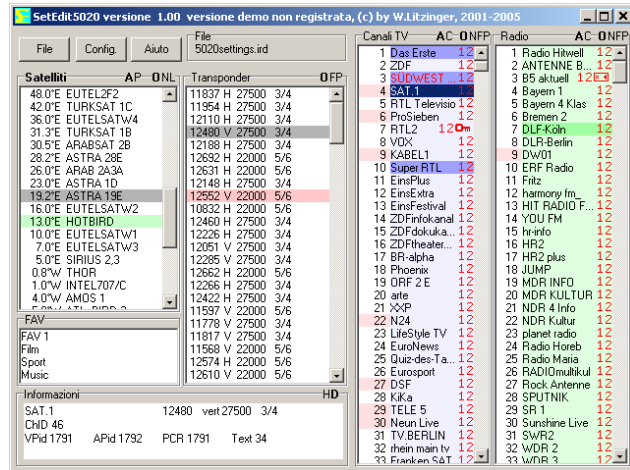 SetEdit5020 versione 1.00 versione demo non registrata, (c) by W.Litzinger, 2001-2005
File Config. Aiuto
File
5020settings.ird
Satelliti AP ONL
48.0°E EUTEL2F2
42.0°E TURKSAT 1C
36.0°E EUTELSATW4
31.3°E TURKSAT 1B
30.5°E ARABSAT 2B
28.2°E ASTRA 28E
26.0°E ARAB 2A3A
23.0°E ASTRA 1D
19.2°E ASTRA 19E
16.0°E EUTELSATW2
13.0°E HOTBIRD
10.0°E EUTELSATW1
7.0°E EUTELSATW3
5.0°E SIRIUS 2,3
0.8°W THOR
1.0°W INTEL707/C
4.0°W AMOS 1
Transponder OFP
11837 H 27500 3/4
11954 H 27500 3/4
12110 H 27500 3/4
12480 V 27500 3/4
12188 H 27500 3/4
12692 H 22000 5/6
12631 H 22000 5/6
12148 H 27500 3/4
12552 V 22000 5/6
10832 H 22000 5/6
12460 H 27500 3/4
12226 H 27500 3/4
12051 V 27500 3/4
12285 V 27500 3/4
12662 H 22000 5/6
12266 H 27500 3/4
12422 H 27500 3/4
11597 V 22000 5/6
11778 V 27500 3/4
11817 V 27500 3/4
11568 V 22000 5/6
12574 H 22000 5/6
12610 V 22000 5/6
FAV
FAV 1
Film
Sport
Music
Informazioni HD
SAT.1 12480 vert 27500 3/4
ChID 46
VPid 1791 APid 1792 PCR 1791 Text 34
Canali TV AC ONFP
1 Das Erste 12
2 ZDF 12
3 SÜDWEST ... 12
4 SAT.1 12
5 RTL Televisio 12
6 ProSieben 12
7 RTL2 12
8 VOX 12
9 KABEL1 12
10 Super RTL 12
11 EinsPlus 12
12 EinsExtra 12
13 EinsFestival 12
14 ZDFinfokanal 12
15 ZDFdokuka... 12
16 ZDFtheater... 12
17 BR-alpha 12
18 Phoenix 12
19 ORF 2 E 12
20 arte 12
21 XXP 12
22 N24 12
23 LifeStyle TV 12
24 EuroNews 12
25 Quiz-des-Ta... 12
26 Eurosport 12
27 DSF 12
28 KiKa 12
29 TELE 5 12
30 Neun Live 12
31 TV.BERLIN 12
32 rhein main tv 12
33 Franken SAT 12
Radio AC ONFP
1 Radio Hitwell 12
2 ANTENNE B... 12
3 B5 aktuell 12
4 Bayern 1 12
5 Bayern 4 Klas 12
6 Bremen 2 12
7 DLF-Köln 12
8 DLR-Berlin 12
9 DW01 12
10 ERF Radio 12
11 Fritz 12
12 harmony fm_ 12
13 HIT RADIO F... 12
14 YOU FM 12
15 hr-info 12
16 HR2 12
17 HR2 plus 12
18 JUMP 12
19 MDR INFO 12
20 MDR KULTUR 12
21 NDR 4 Info 12
22 NDR Kultur 12
23 planet radio 12
24 Radio Horeb 12
25 Radio Maria 12
26 RADIOmultikul 12
27 Rock Antenne 12
28 SPUTNIK 12
29 SR 1 12
30 Sunshine Live 12
31 SWR2 12
32 WDR 2 12
33 WDR 3 12